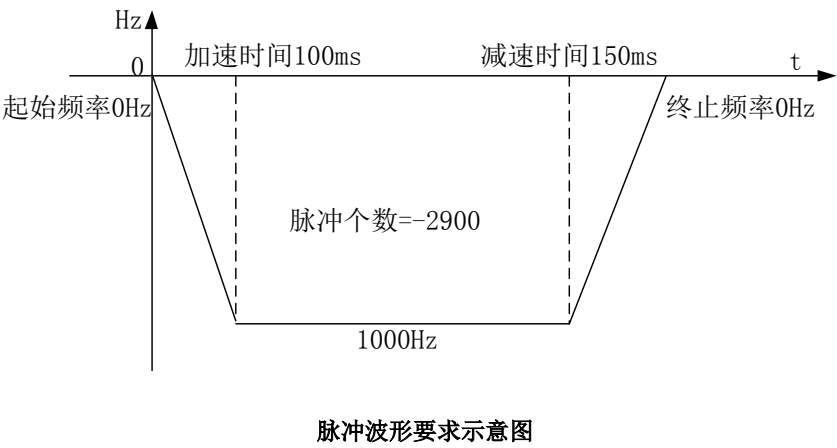 Hz
加速时间100ms
减速时间150ms
t
0
起始频率0Hz
终止频率0Hz
脉冲个数=-2900
1000Hz
脉冲波形要求示意图